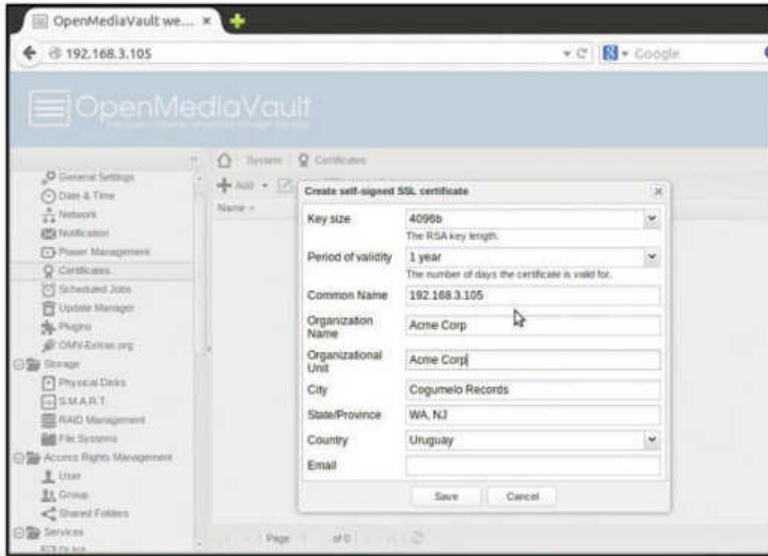 OpenMediaVault we... ×
192.168.3.105
Google
OpenMediaVault
System Certificates
Add
Name
General Settings
Date & Time
Network
Notification
Power Management
Certificates
Scheduled Jobs
Update Manager
Plugins
OMV-Extras.org
Storage
Physical Disks
S.M.A.R.T.
RAID Management
File Systems
Access Rights Management
User
Group
Shared Folders
Services
Create self-signed SSL certificate
Key size 4096b
The RSA key length.
Period of validity 1 year
The number of days the certificate is valid for.
Common Name 192.168.3.105
Organization
Name Acme Corp
Organizational
Unit Acme Corp
City Cogumelo Records
State/Province WA, NJ
Country Uruguay
Email
Save Cancel
Page of 0